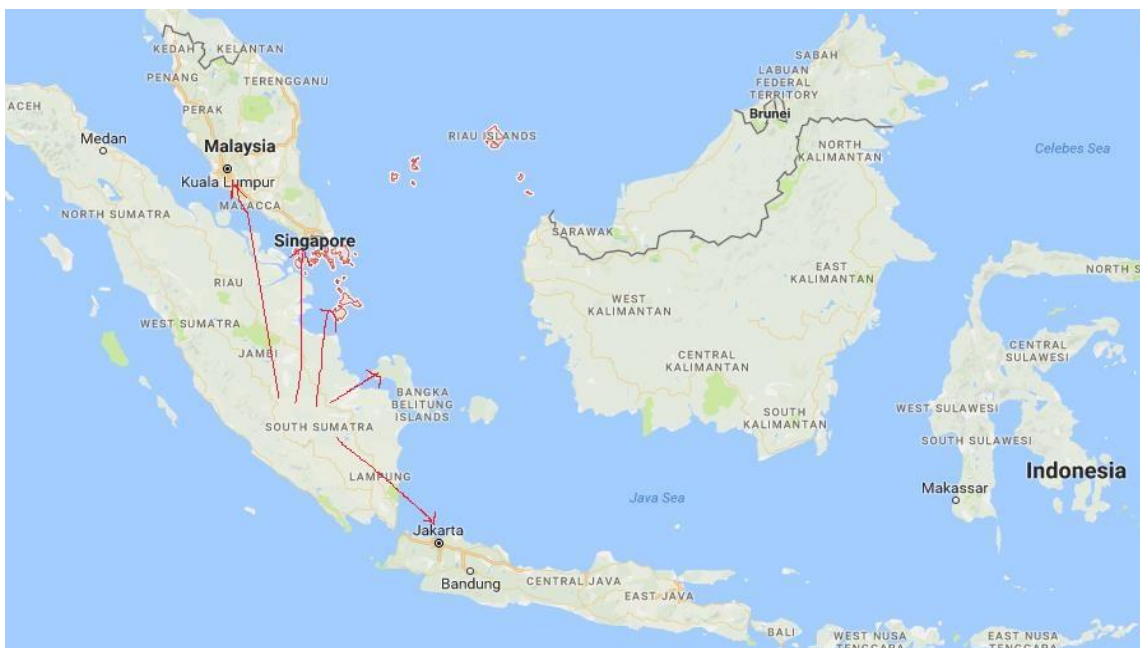 KEDAH
KELANTAN
PENANG
TERENGGANU
PERAK
ACEH
Medan
Malaysia
Kuala Lumpur
MALACCA
NORTH SUMATRA
Singapore
RIAU ISLANDS
RIAU
WEST SUMATRA
JAMBI
BANGKA
BELITUNG
ISLANDS
SOUTH SUMATRA
LAMPUNG
Jakarta
Bandung
CENTRAL JAVA
EAST JAVA
Java Sea
SABAH
LABUAN
FEDERAL
TERRITORY
Brunei
NORTH
KALIMANTAN
Celebes Sea
SARAWAK
EAST
KALIMANTAN
WEST
KALIMANTAN
CENTRAL
KALIMANTAN
SOUTH
KALIMANTAN
NORTH S
CENTRAL
SULAWESI
WEST SULAWESI
SOUTH SULAWESI
Indonesia
Makassar
BALI
WEST NUSA
TENGGARA
EAST NUSA
TENGGARA